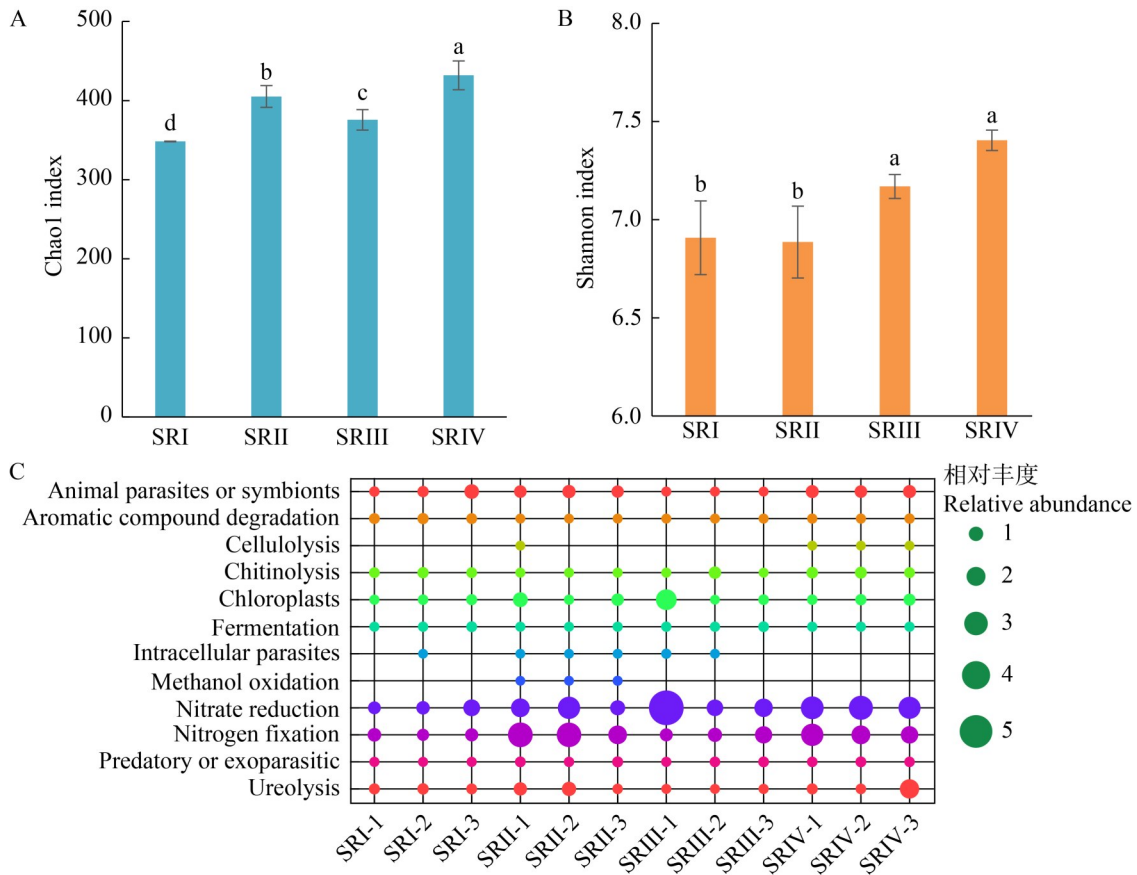 A
500
400
300
200
100
0
Chao1 index
d
b
c
a
SRI
SRII
SRIII
SRIV
B
8.0
7.5
7.0
6.5
6.0
Shannon index
b
b
a
a
SRI
SRII
SRIII
SRIV
C
Animal parasites or symbionts
Aromatic compound degradation
Cellulolysis
Chitinolysis
Chloroplasts
Fermentation
Intracellular parasites
Methanol oxidation
Nitrate reduction
Nitrogen fixation
Predatory or exoparasitic
Ureolysis
SRI-1
SRI-2
SRI-3
SRII-1
SRII-2
SRII-3
SRIII-1
SRIII-2
SRIII-3
SRIV-1
SRIV-2
SRIV-3
相对丰度
Relative abundance
1
2
3
4
5